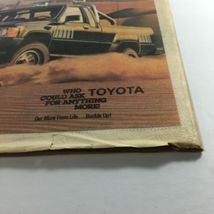 WHO
COULD ASK
FOR ANYTHING
MORE!
TOYOTA
Get More From Life... Buckle Up!